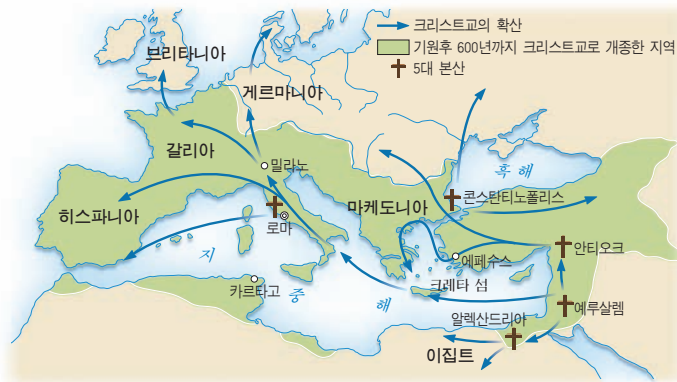 크리스트교의 확산
기원후 600년까지 크리스트교로 개종한 지역
5대 본산
브리타니아
게르마니아
갈리아
밀라노
흑해
히스파니아
마케도니아
콘스탄티노폴리스
로마
안티오크
에페수스
지중해
크레타 섬
카르타고
예루살렘
알렉산드리아
이집트